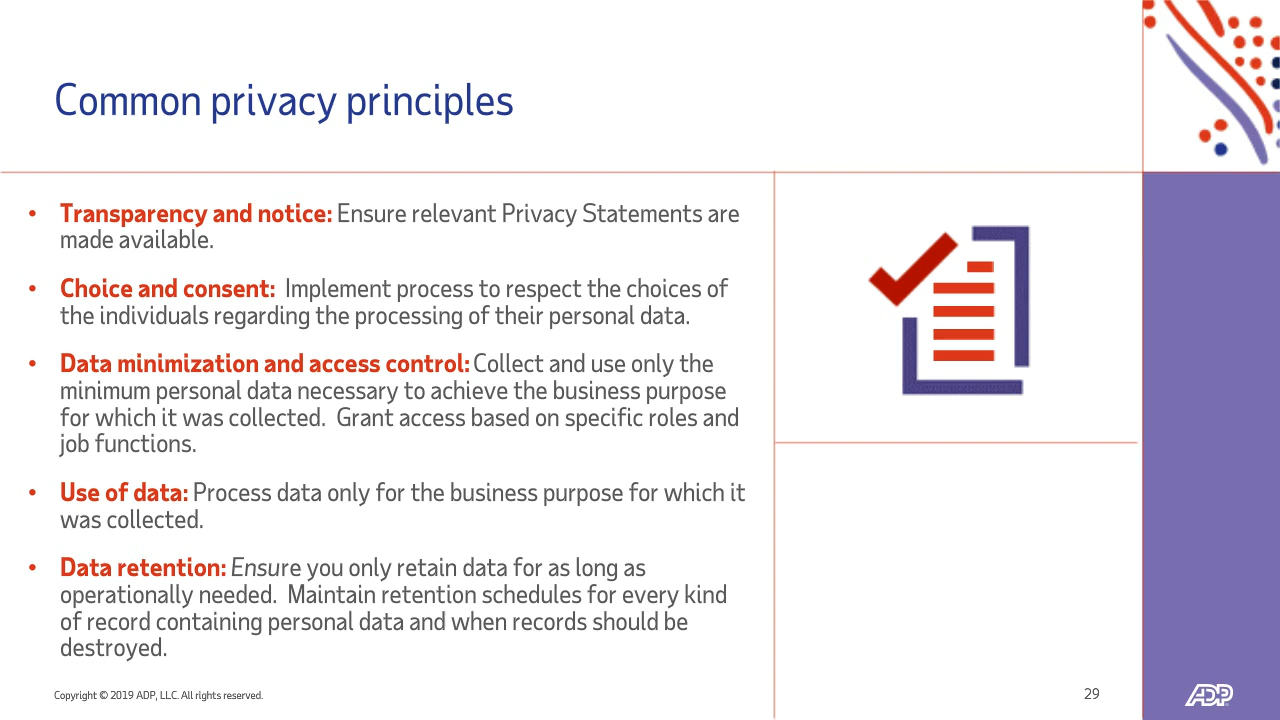 Common privacy principles
• Transparency and notice: Ensure relevant Privacy Statements are
made available.
• Choice and consent:  Implement process to respect the choices of
the individuals regarding the processing of their personal data.
• Data minimization and access control: Collect and use only the
minimum personal data necessary to achieve the business purpose
for which it was collected.  Grant access based on specific roles and
job functions.
• Use of data: Process data only for the business purpose for which it
was collected.
• Data retention: Ensure you only retain data for as long as
operationally needed.  Maintain retention schedules for every kind
of record containing personal data and when records should be
destroyed.
Copyright © 2019 ADP, LLC. All rights reserved.
29
ADP